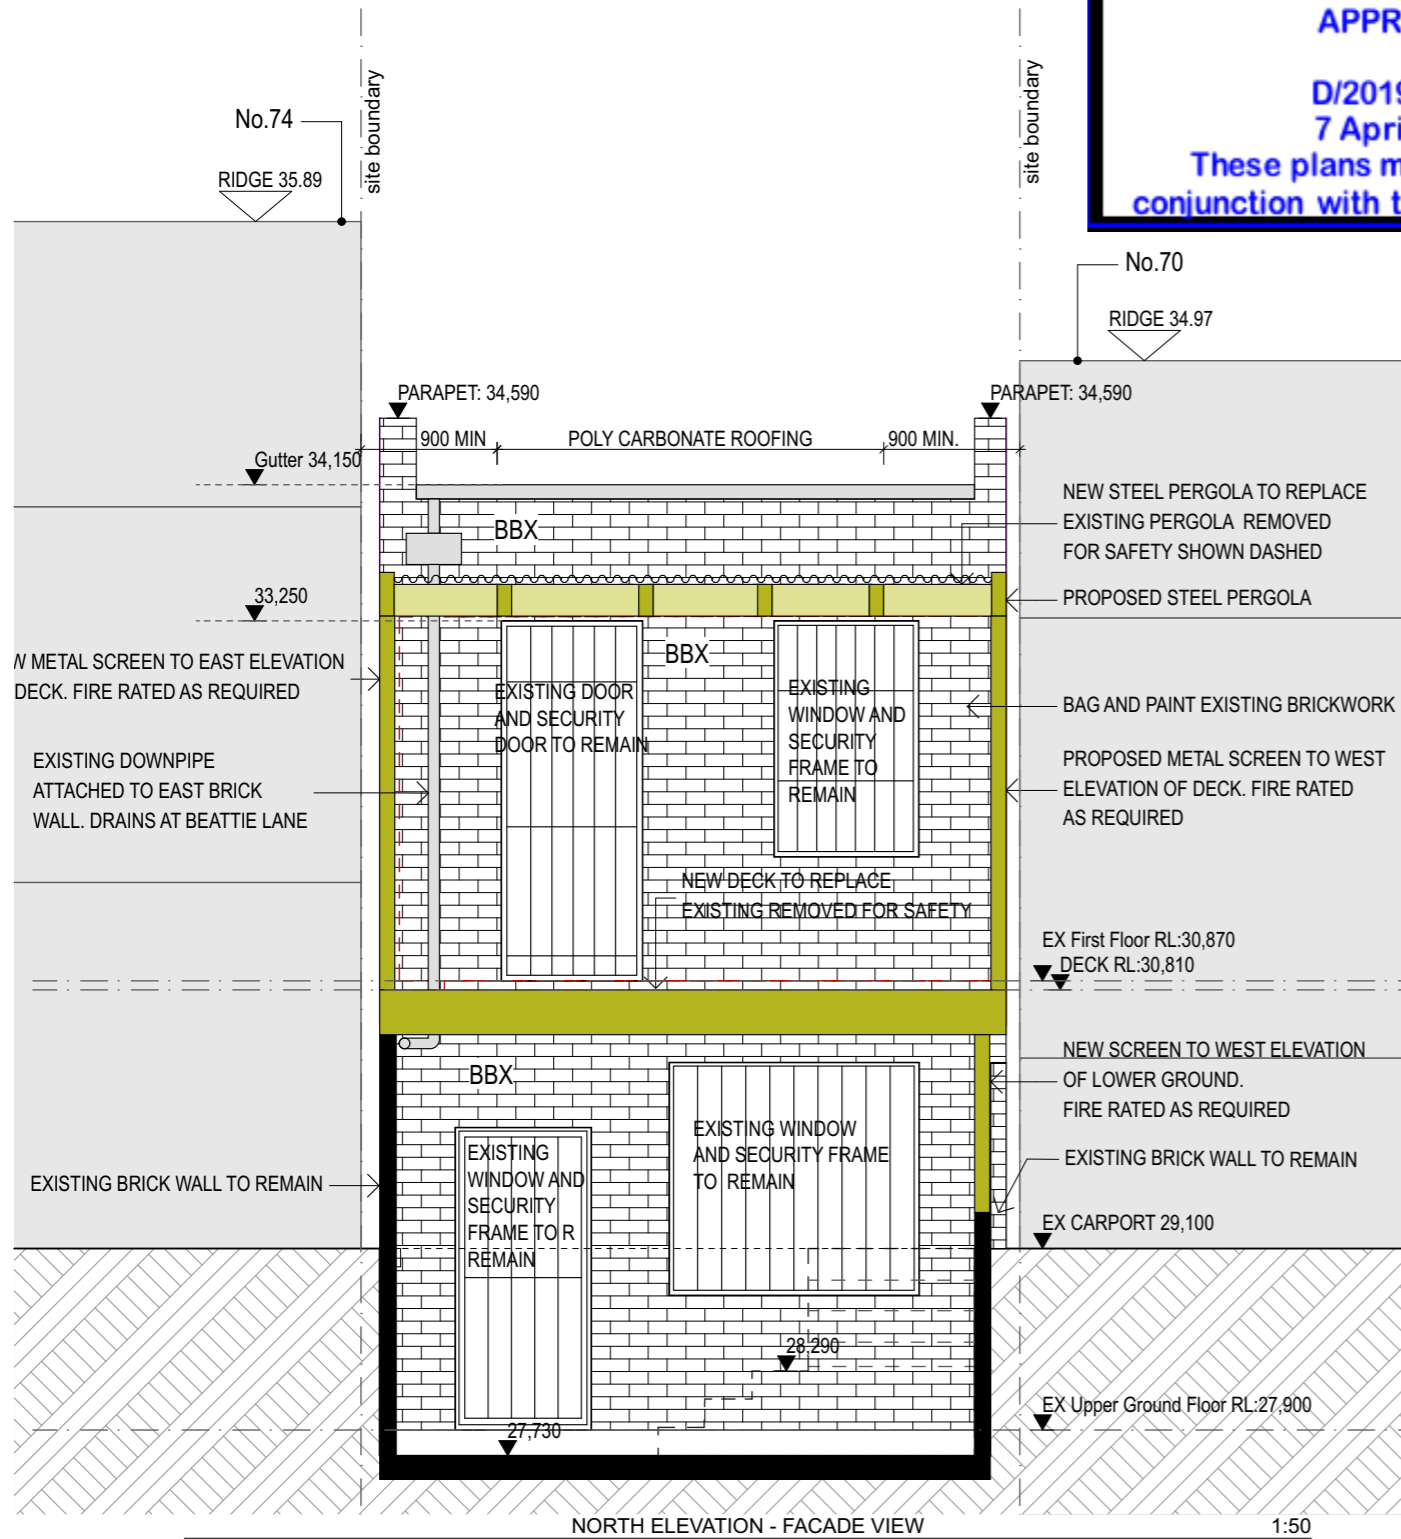 APPR
D/2019
7 Apri
These plans m
conjunction with t
site boundary
site boundary
No.74
RIDGE 35.89
No.70
RIDGE 34.97
PARAPET: 34,590
PARAPET: 34,590
900 MIN
POLY CARBONATE ROOFING
900 MIN.
Gutter 34,150
BBX
NEW STEEL PERGOLA TO REPLACE
EXISTING PERGOLA REMOVED
FOR SAFETY SHOWN DASHED
33,250
PROPOSED STEEL PERGOLA
METAL SCREEN TO EAST ELEVATION
DECK. FIRE RATED AS REQUIRED
BBX
EXISTING DOOR
AND SECURITY
DOOR TO REMAIN
EXISTING
WINDOW AND
SECURITY
FRAME TO
REMAIN
BAG AND PAINT EXISTING BRICKWORK
EXISTING DOWNPIPE
ATTACHED TO EAST BRICK
WALL. DRAINS AT BEATTIE LANE
PROPOSED METAL SCREEN TO WEST
ELEVATION OF DECK. FIRE RATED
AS REQUIRED
NEW DECK TO REPLACE
EXISTING REMOVED FOR SAFETY
EX First Floor RL:30,870
DECK RL:30,810
BBX
NEW SCREEN TO WEST ELEVATION
OF LOWER GROUND.
FIRE RATED AS REQUIRED
EXISTING WINDOW
AND SECURITY FRAME
TO REMAIN
EXISTING
WINDOW AND
SECURITY
FRAME TO R
REMAIN
EXISTING BRICK WALL TO REMAIN
EXISTING BRICK WALL TO REMAIN
EX CARPORT 29,100
28.290
EX Upper Ground Floor RL:27,900
27,730
NORTH ELEVATION - FACADE VIEW
1:50